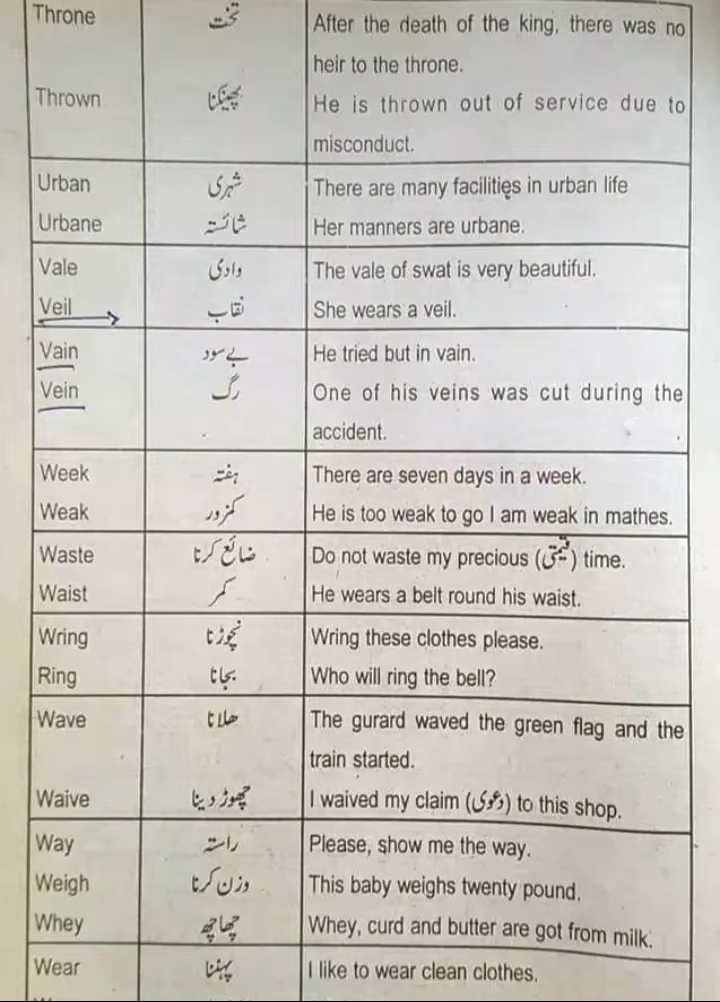 Throne تخت After the death of the king, there was no
heir to the throne.
Thrown پھینکنا He is thrown out of service due to
misconduct.
Urban شہری There are many facilities in urban life
Urbane شائستہ Her manners are urbane.
Vale وادی The vale of swat is very beautiful.
Veil نقاب She wears a veil.
Vain بے سود He tried but in vain.
Vein رگ One of his veins was cut during the
accident.
Week ہفتہ There are seven days in a week.
Weak کمزور He is too weak to go I am weak in mathes.
Waste ضائع کرنا Do not waste my precious (قیمتی) time.
Waist کمر He wears a belt round his waist.
Wring نچوڑنا Wring these clothes please.
Ring بجانا Who will ring the bell?
Wave ھلانا The gurard waved the green flag and the
train started.
Waive چھوڑ دینا I waived my claim (دعوی) to this shop.
Way راستہ Please, show me the way.
Weigh وزن کرنا This baby weighs twenty pound.
Whey چھاچھ Whey, curd and butter are got from milk.
Wear پہننا I like to wear clean clothes.